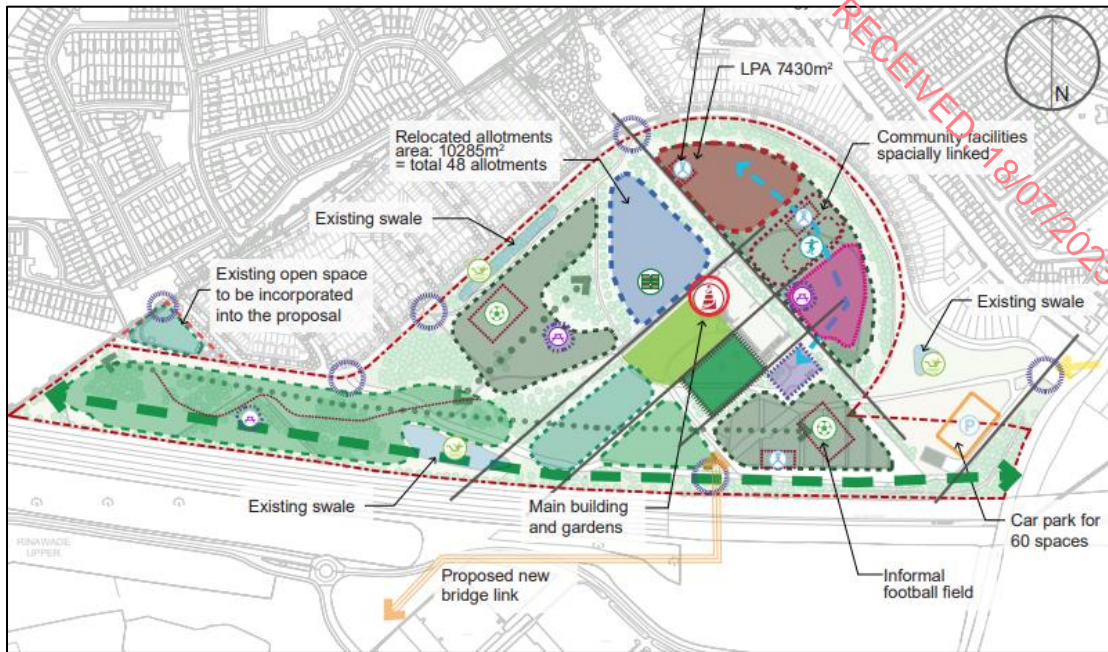 LPA 7430m²
N
RECEIVED 18/07/2023
Relocated allotments
area: 10285m²
= total 48 allotments
Community facilities
spacially linked
Existing swale
Existing open space
to be incorporated
into the proposal
Existing swale
P
Existing swale
Main building
and gardens
Car park for
60 spaces
RINAWADE
UPPER
Proposed new
bridge link
Informal
football field